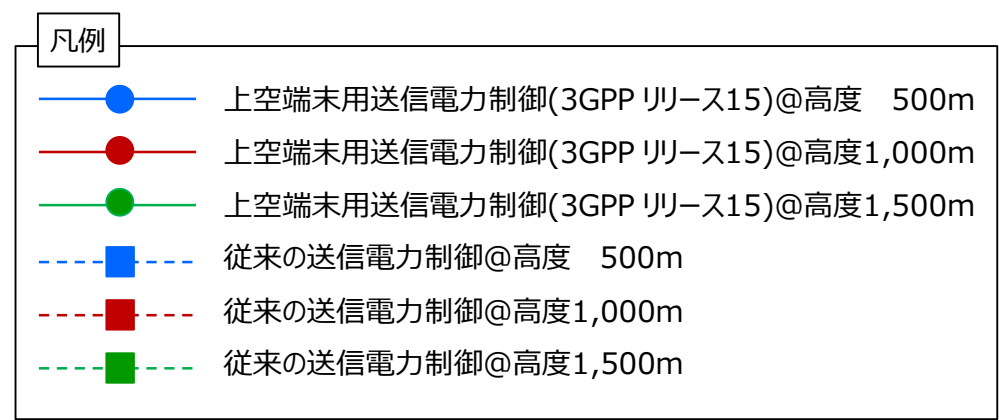 凡例
上空端末用送信電力制御(3GPP リリース15)@高度　500m
上空端末用送信電力制御(3GPP リリース15)@高度1,000m
上空端末用送信電力制御(3GPP リリース15)@高度1,500m
従来の送信電力制御@高度　500m
従来の送信電力制御@高度1,000m
従来の送信電力制御@高度1,500m